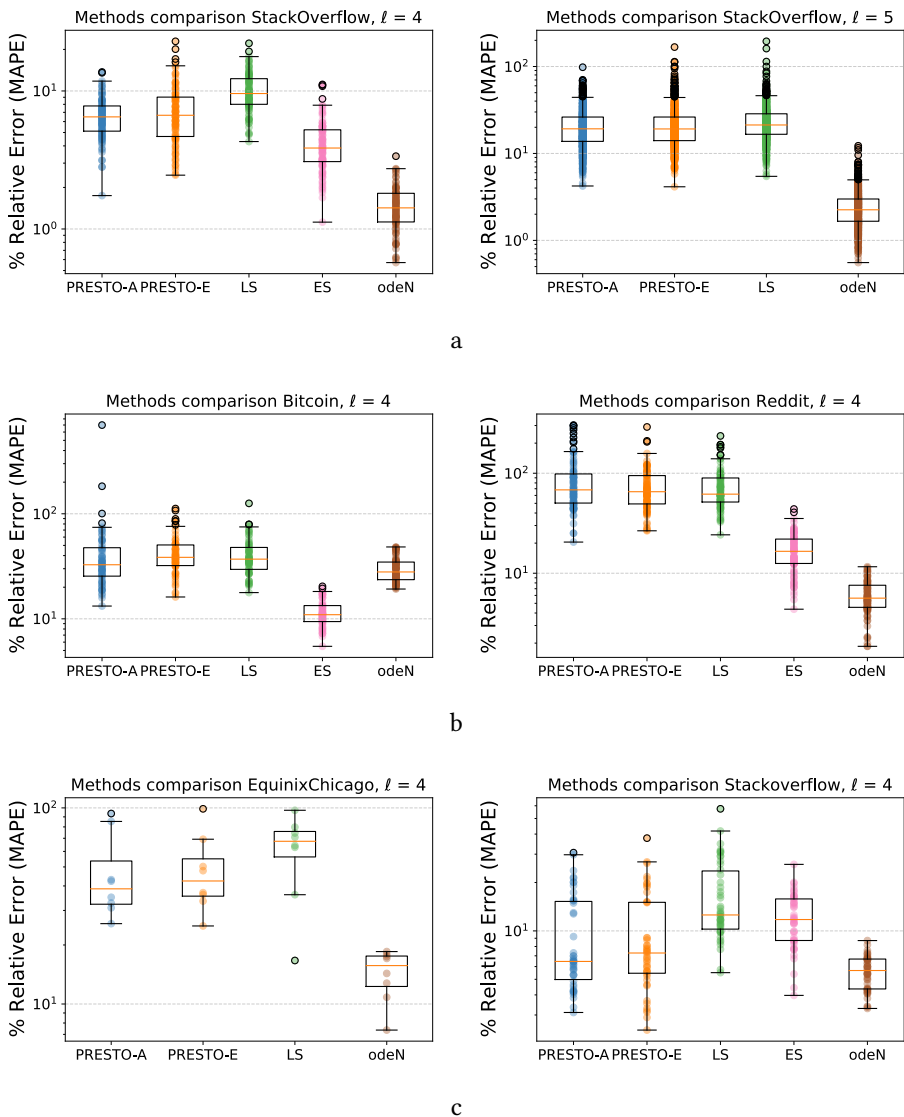 Methods comparison StackOverflow, ℓ = 4
% Relative Error (MAPE)
10¹
10⁰
PRESTO-A PRESTO-E LS ES odeN
Methods comparison StackOverflow, ℓ = 5
% Relative Error (MAPE)
10²
10¹
10⁰
PRESTO-A PRESTO-E LS odeN
a
Methods comparison Bitcoin, ℓ = 4
% Relative Error (MAPE)
10²
10¹
PRESTO-A PRESTO-E LS ES odeN
Methods comparison Reddit, ℓ = 4
% Relative Error (MAPE)
10²
10¹
PRESTO-A PRESTO-E LS ES odeN
b
Methods comparison EquinixChicago, ℓ = 4
% Relative Error (MAPE)
10²
10¹
PRESTO-A PRESTO-E LS odeN
Methods comparison Stackoverflow, ℓ = 4
% Relative Error (MAPE)
10¹
PRESTO-A PRESTO-E LS ES odeN
c